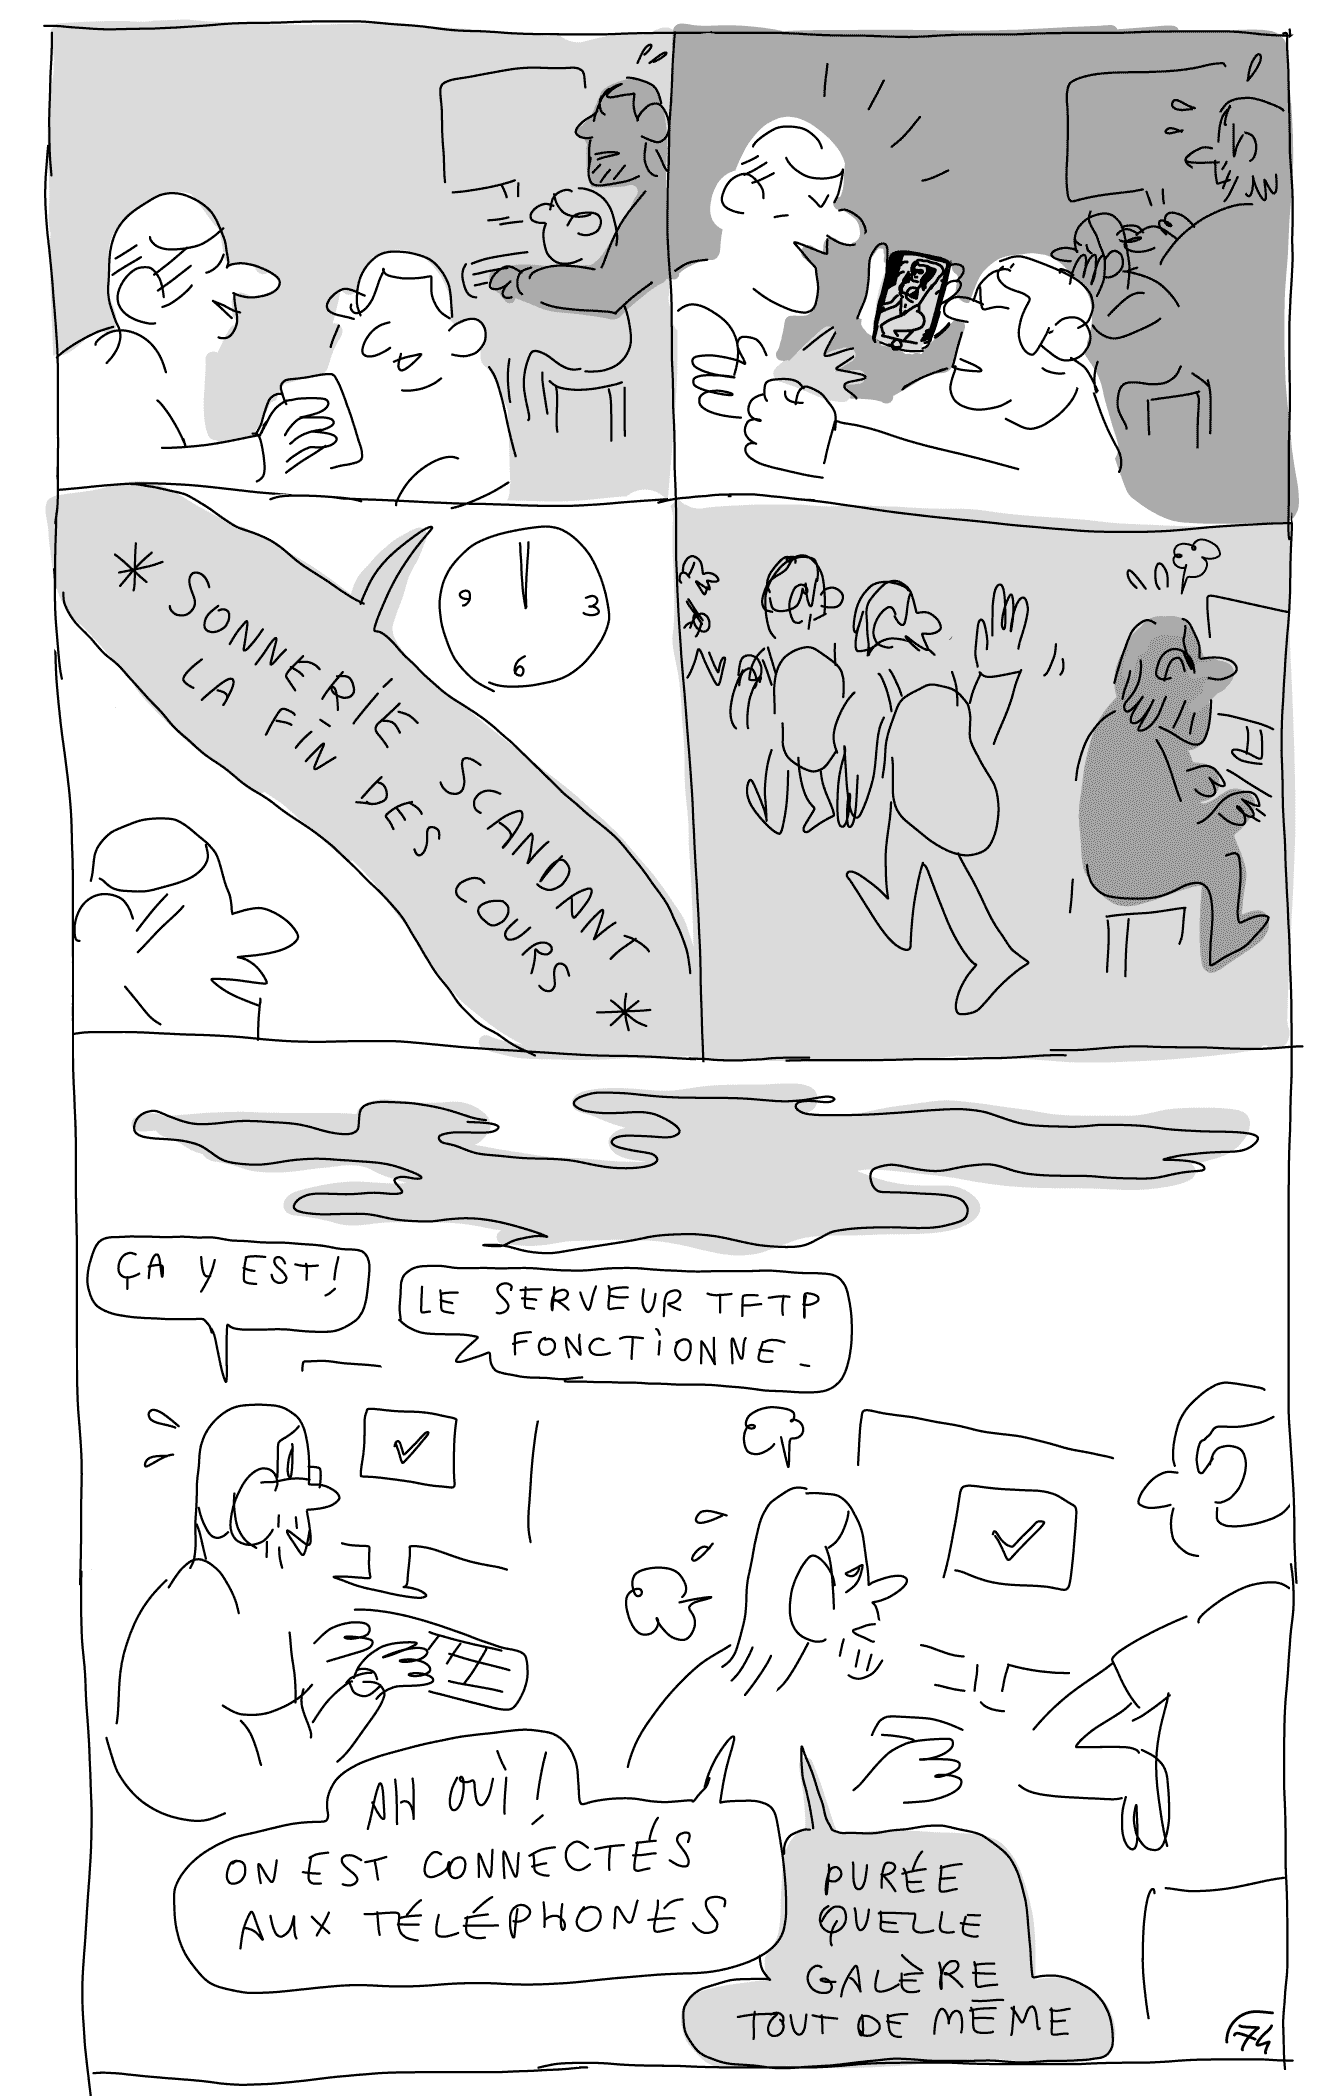 * SONNERIE SCANDANT
LA FIN DES COURS *
9
3
6
ÇA Y EST !
LE SERVEUR TFTP
FONCTIONNE.
AH OUI !
ON EST CONNECTÉS
AUX TÉLÉPHONES
PURÉE
QUELLE
GALÈRE
TOUT DE MÊME
74